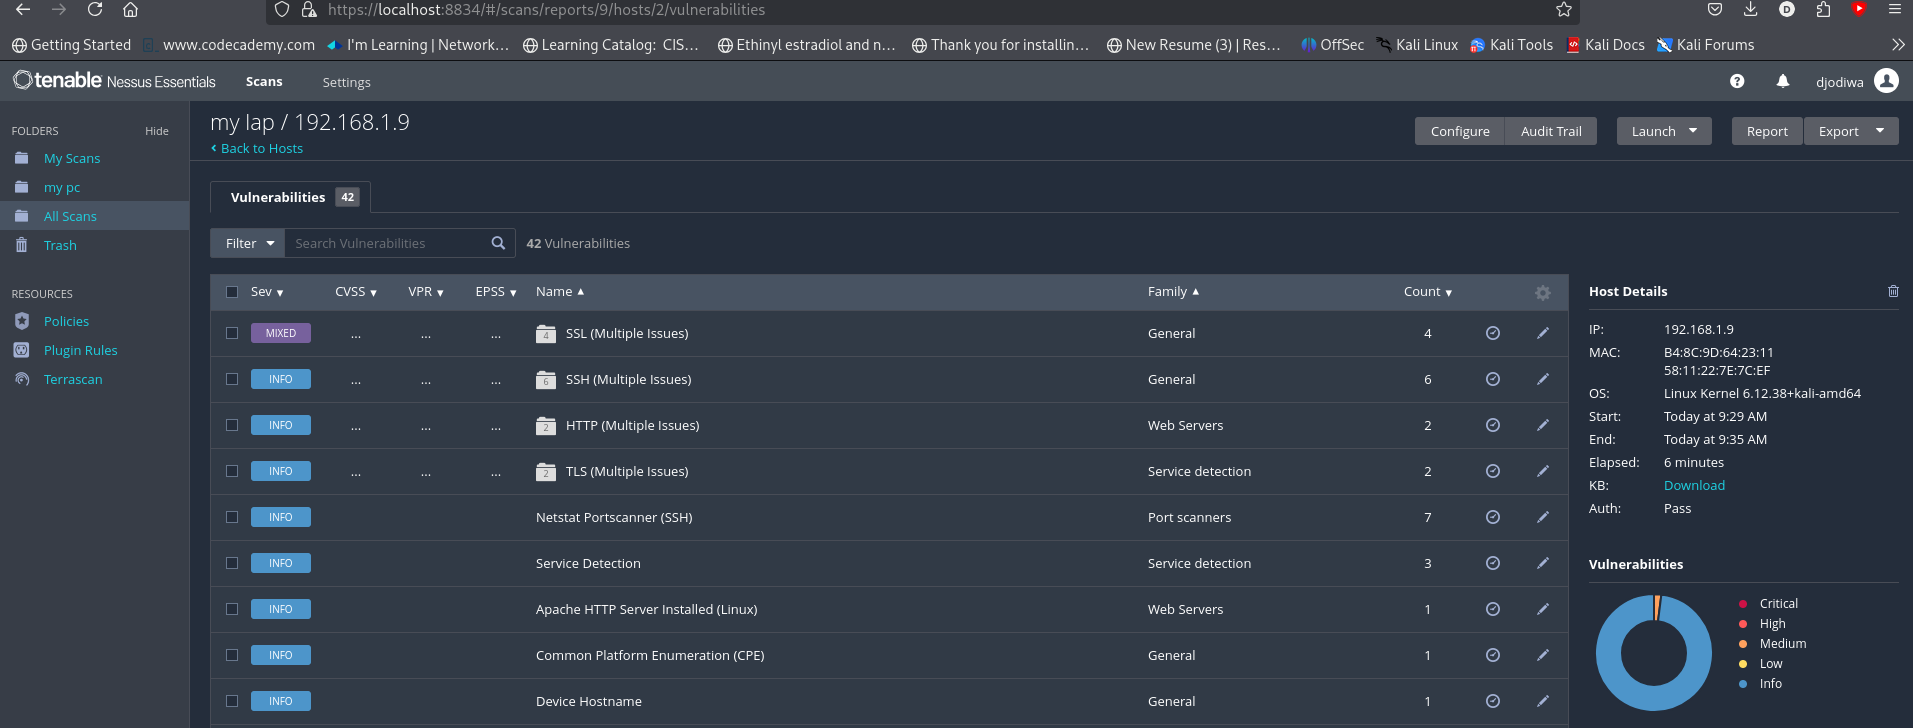 https://localhost:8834/#/scans/reports/9/hosts/2/vulnerabilities
D
Getting Started www.codecademy.com I'm Learning | Network... Learning Catalog: CIS... Ethinyl estradiol and n... Thank you for installin... New Resume (3) | Res... OffSec Kali Linux Kali Tools Kali Docs Kali Forums
tenable Nessus Essentials Scans Settings djodiwa
FOLDERS Hide
My Scans
my pc
All Scans
Trash
RESOURCES
Policies
Plugin Rules
Terrascan
my lap / 192.168.1.9
Back to Hosts
Configure Audit Trail Launch Report Export
Vulnerabilities 42
Filter Search Vulnerabilities 42 Vulnerabilities
Sev CVSS VPR EPSS Name Family Count
MIXED ... ... ... 4 SSL (Multiple Issues) General 4
INFO ... ... ... 6 SSH (Multiple Issues) General 6
INFO ... ... ... 2 HTTP (Multiple Issues) Web Servers 2
INFO ... ... ... 2 TLS (Multiple Issues) Service detection 2
INFO Netstat Portscanner (SSH) Port scanners 7
INFO Service Detection Service detection 3
INFO Apache HTTP Server Installed (Linux) Web Servers 1
INFO Common Platform Enumeration (CPE) General 1
INFO Device Hostname General 1
Host Details
IP: 192.168.1.9
MAC: B4:8C:9D:64:23:11
58:11:22:7E:7C:EF
OS: Linux Kernel 6.12.38+kali-amd64
Start: Today at 9:29 AM
End: Today at 9:35 AM
Elapsed: 6 minutes
KB: Download
Auth: Pass
Vulnerabilities
Critical
High
Medium
Low
Info